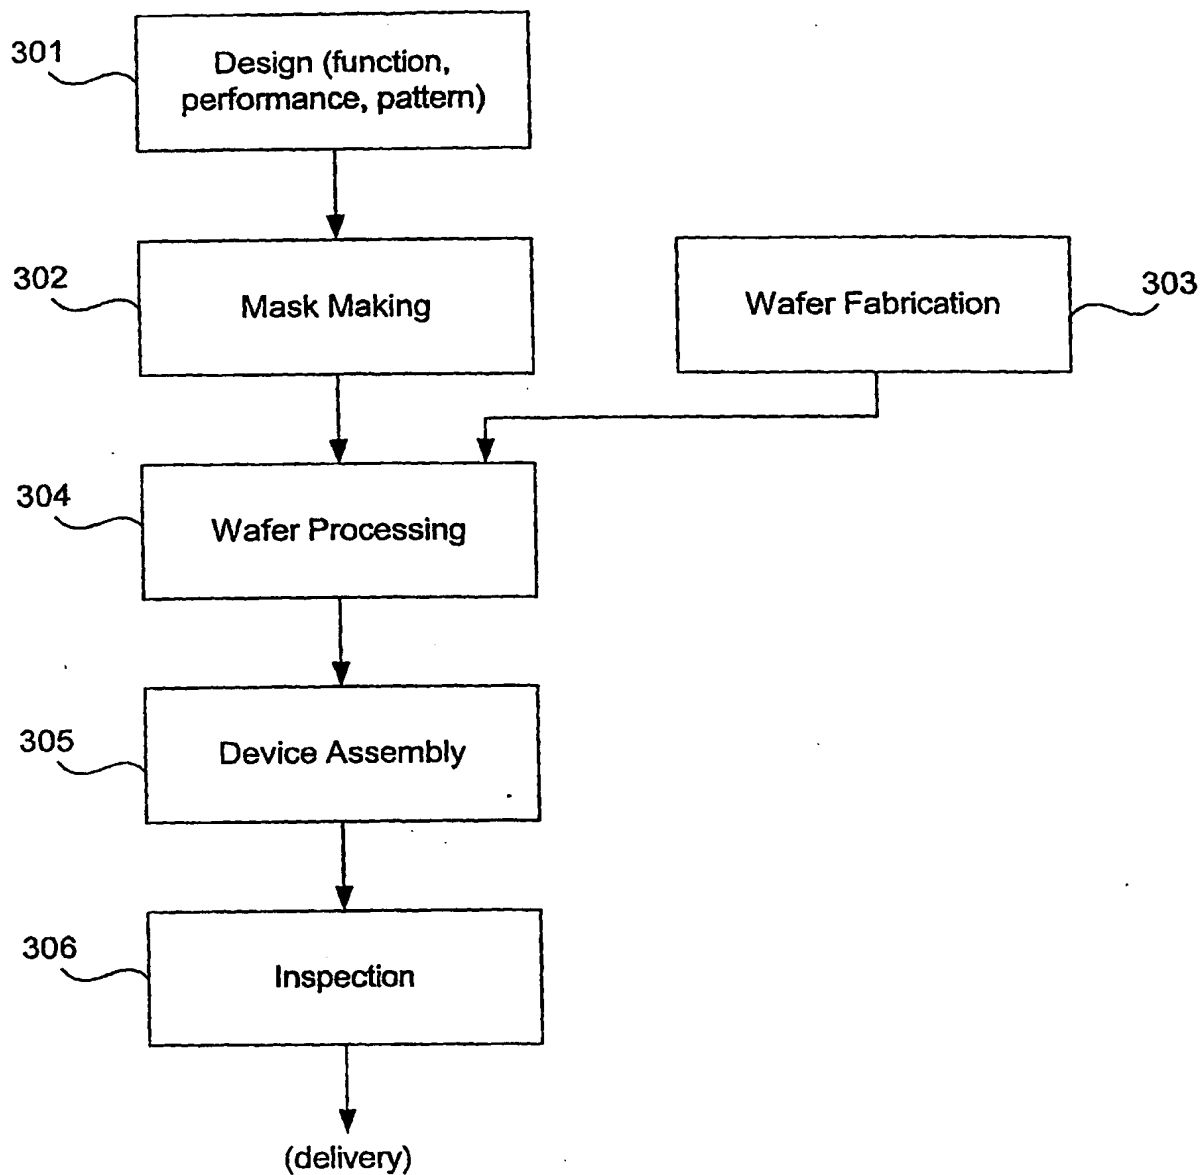 301
Design (function,
performance, pattern)
302
Mask Making
Wafer Fabrication
303
304
Wafer Processing
305
Device Assembly
306
Inspection
(delivery)